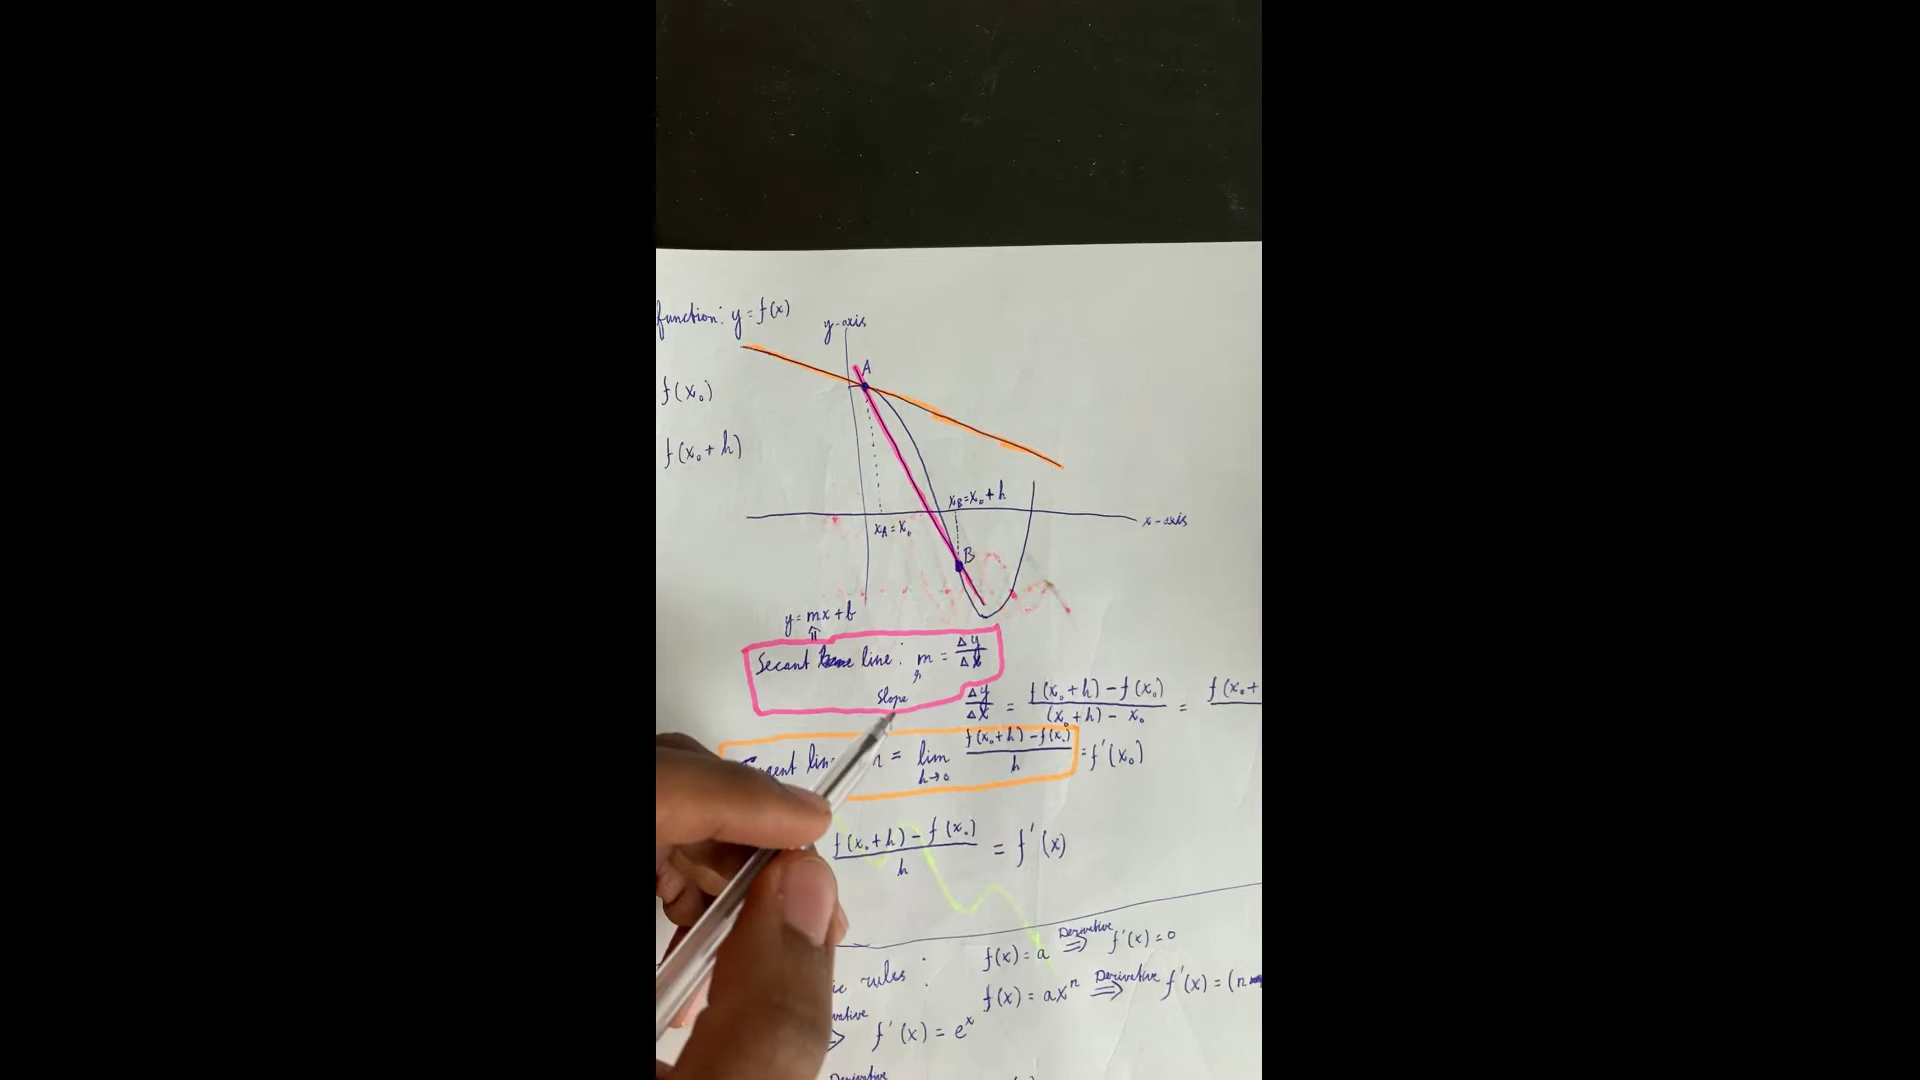 function: y = f(x)
y-axis
f(x₀)
A
f(x₀ + h)
x_B = x₀ + h
x_A = x₀
x-axis
B
y = mx + b
Secant line : m = Δy/Δx
slope
Δy/Δx = (f(x₀+h) - f(x₀))/((x₀+h) - x₀) = f(x₀+
lim h→0 (f(x₀+h) - f(x₀))/h = f'(x₀)
(f(x₀+h) - f(x₀))/h = f'(x)
rules :
f(x) = a Derivative ⇒ f'(x) = 0
f(x) = axⁿ Derivative ⇒ f'(x) = (n
⇒ f'(x) = eˣ
Derivative